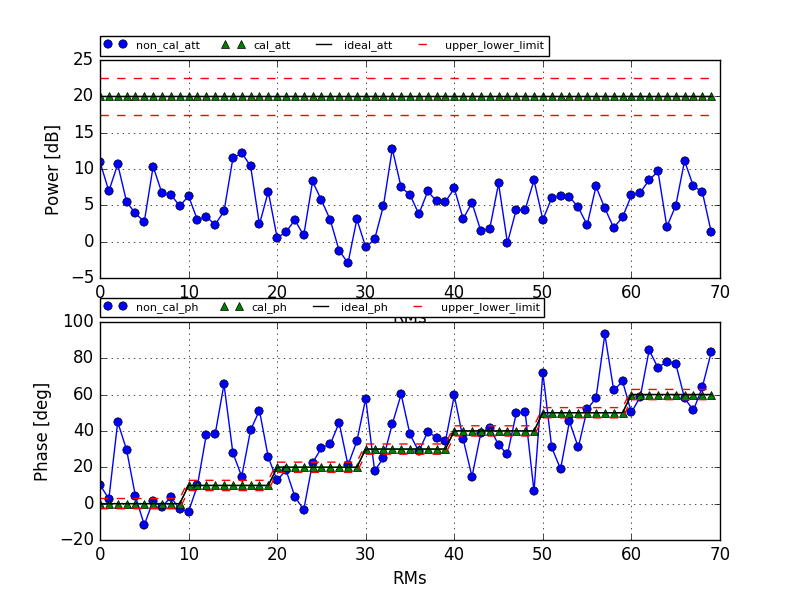 non_cal_att cal_att ideal_att upper_lower_limit
25
20
15
10
5
0
−5
Power [dB]
0 10 20 30 40 50 60 70
RMs
non_cal_ph cal_ph ideal_ph upper_lower_limit
100
80
60
40
20
0
−20
Phase [deg]
0 10 20 30 40 50 60 70
RMs